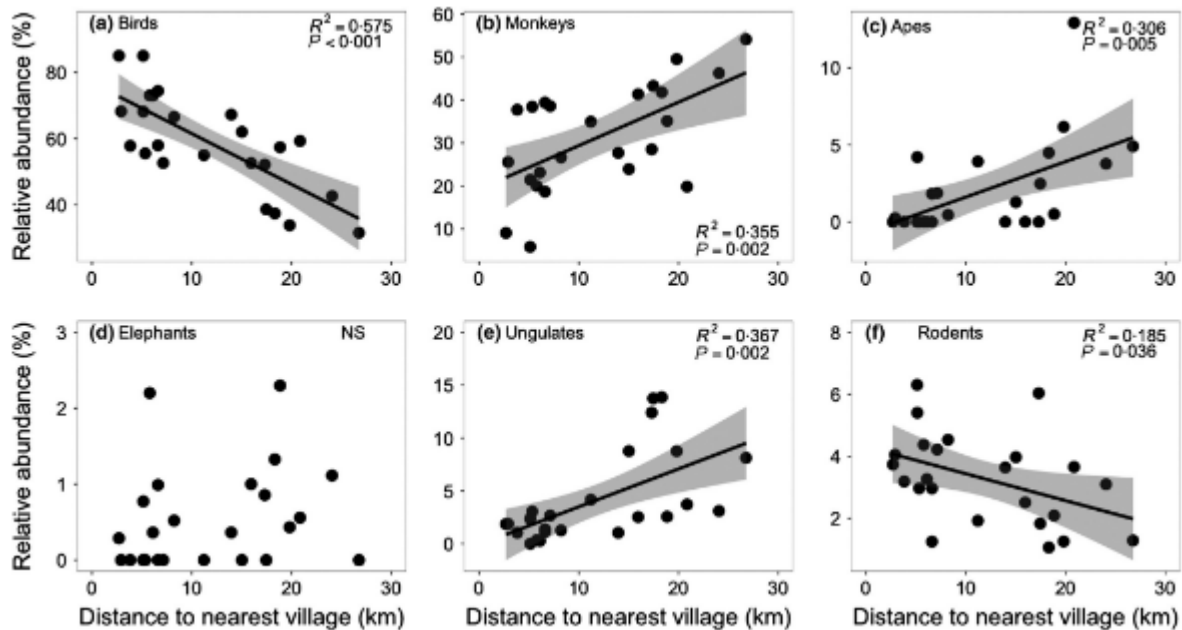 (a) Birds
R² = 0·575
P < 0·001
(b) Monkeys
R² = 0·355
P = 0·002
(c) Apes
R² = 0·306
P = 0·005
Relative abundance (%)
80
60
40
0 10 20 30
60
50
40
30
20
10
0
0 10 20 30
10
5
0
0 10 20 30
(d) Elephants
NS
(e) Ungulates
R² = 0·367
P = 0·002
(f) Rodents
R² = 0·185
P = 0·036
Relative abundance (%)
3
2
1
0
0 10 20 30
20
15
10
5
0
0 10 20 30
8
6
4
2
0 10 20 30
Distance to nearest village (km)
Distance to nearest village (km)
Distance to nearest village (km)